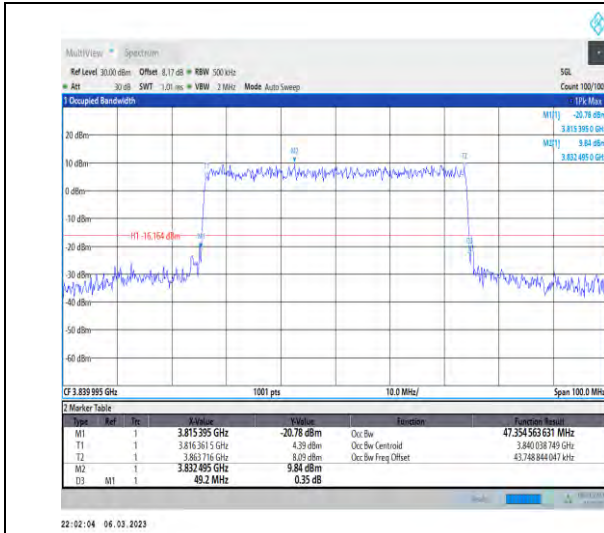 MultiView Spectrum
Ref Level 30.00 dBm Offset 8.17 dB RBW 500 kHz SGL
Att 30 dB SWT 1.01 ms VBW 2 MHz Mode Auto Sweep Count 100/100
1 Occupied Bandwidth 1Pk Max
M1[1] -20.78 dBm
3.815 395 0 GHz
M2[1] 9.84 dBm
3.832 495 0 GHz
20 dBm
M2
T2
10 dBm
0 dBm
-10 dBm
H1 -16.164 dBm
-20 dBm
-30 dBm
-50 dBm
-60 dBm
CF 3.839 995 GHz 1001 pts 10.0 MHz/ Span 100.0 MHz
2 Marker Table
Type Ref Trc X-Value Y-Value Function Function Result
M1 1 3.815 395 GHz -20.78 dBm Occ Bw 47.354 563 631 MHz
T1 1 3.816 361 5 GHz 4.39 dBm Occ Bw Centroid 3.840 038 749 GHz
T2 1 3.863 716 GHz 8.09 dBm Occ Bw Freq Offset 43.748 844 047 kHz
M2 1 3.832 495 GHz 9.84 dBm
D3 M1 1 49.2 MHz 0.35 dB
22:02:04 06.03.2023